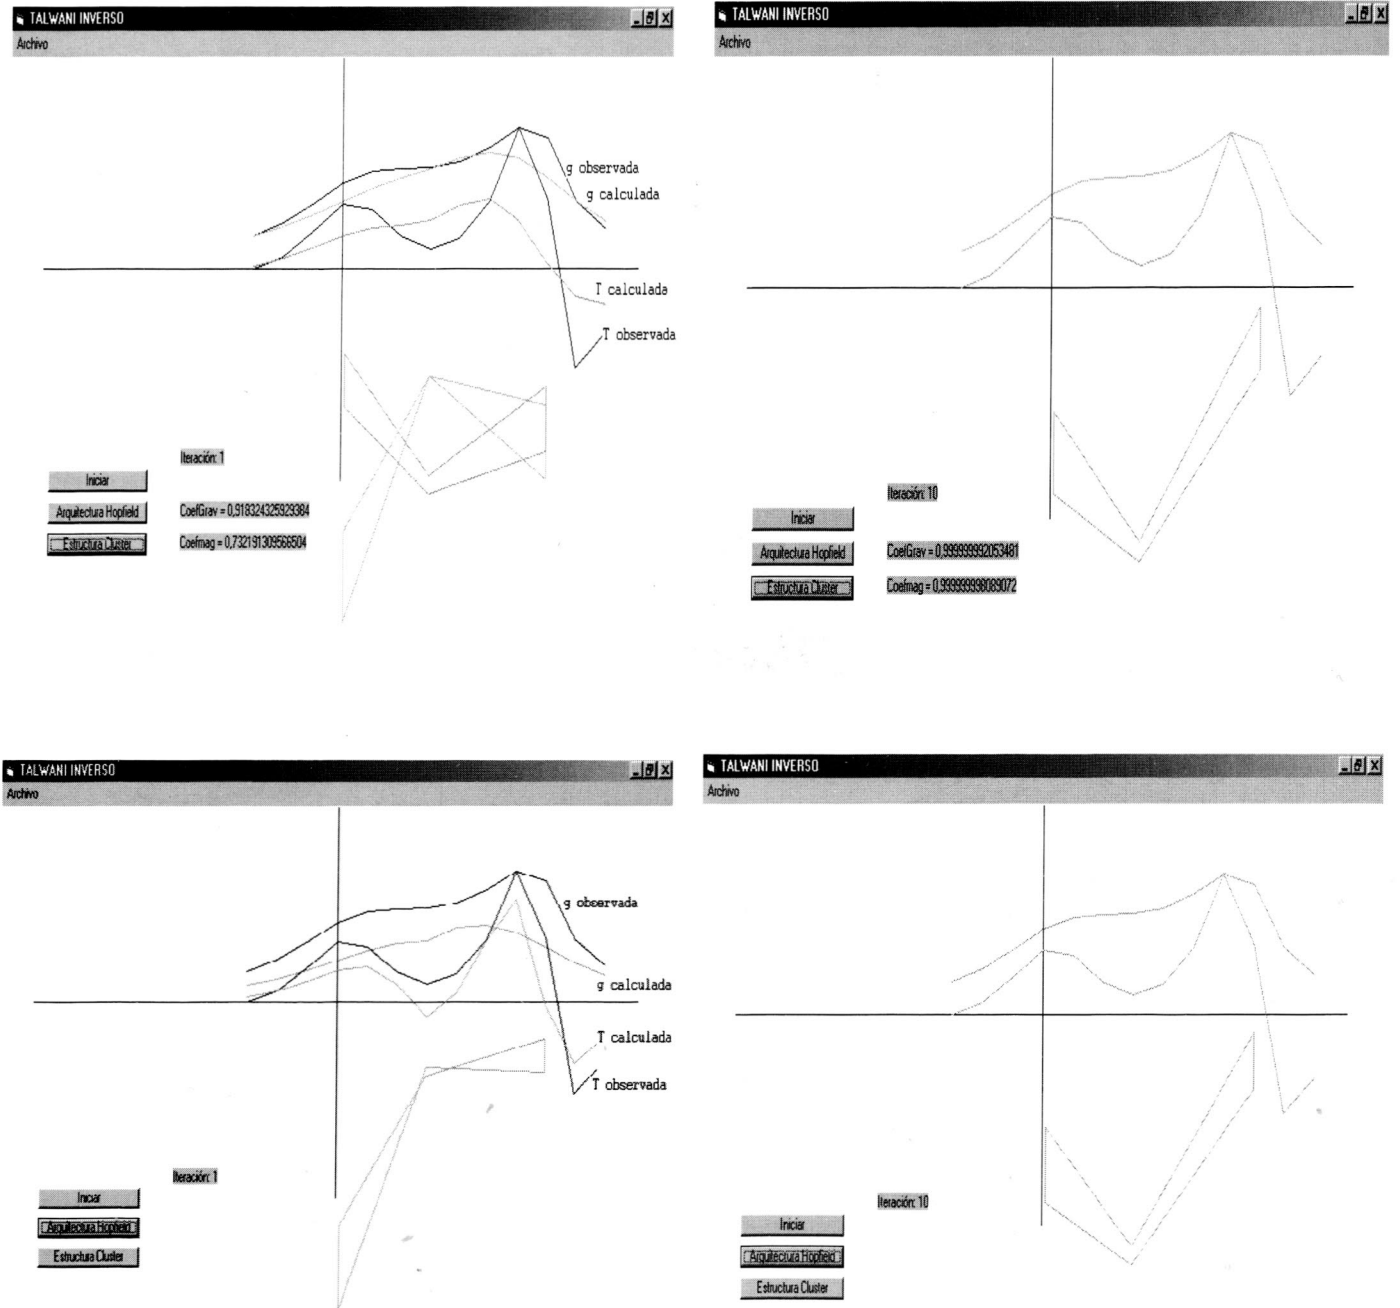 TALWANI INVERSO
Archivo
g observada
g calculada
T calculada
T observada
Iteración: 1
Iniciar
Arquitectura Hopfield
CoefGrav = 0,918324325929384
Estructura Cluster
Coefmag = 0,732191309566504
TALWANI INVERSO
Archivo
Iteración: 10
Iniciar
Arquitectura Hopfield
CoefGrav = 0,999999992053481
Estructura Cluster
Coefmag = 0,999999998089072
TALWANI INVERSO
Archivo
g observada
g calculada
T calculada
T observada
Iteración: 1
Iniciar
Arquitectura Hopfield
Estructura Cluster
TALWANI INVERSO
Archivo
Iteración: 10
Iniciar
Arquitectura Hopfield
Estructura Cluster